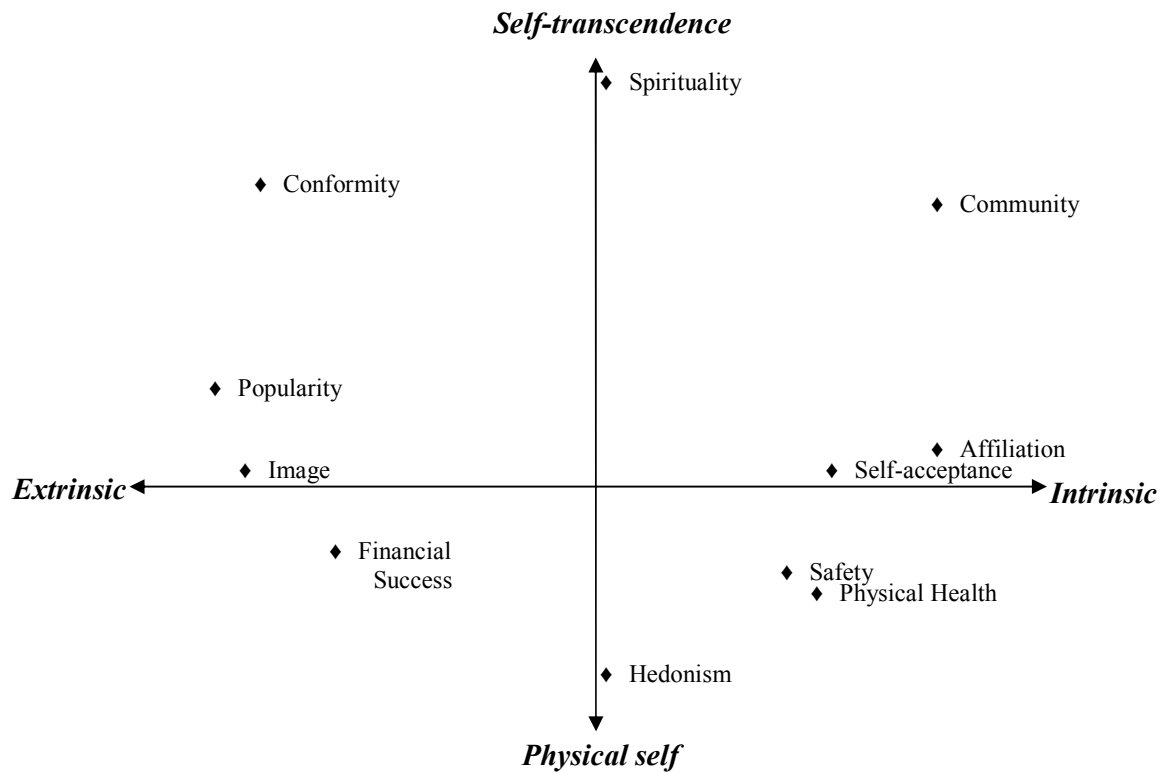 Self-transcendence
Spirituality
Conformity
Community
Popularity
Affiliation
Image
Self-acceptance
Extrinsic
Intrinsic
Financial
Success
Safety
Physical Health
Hedonism
Physical self